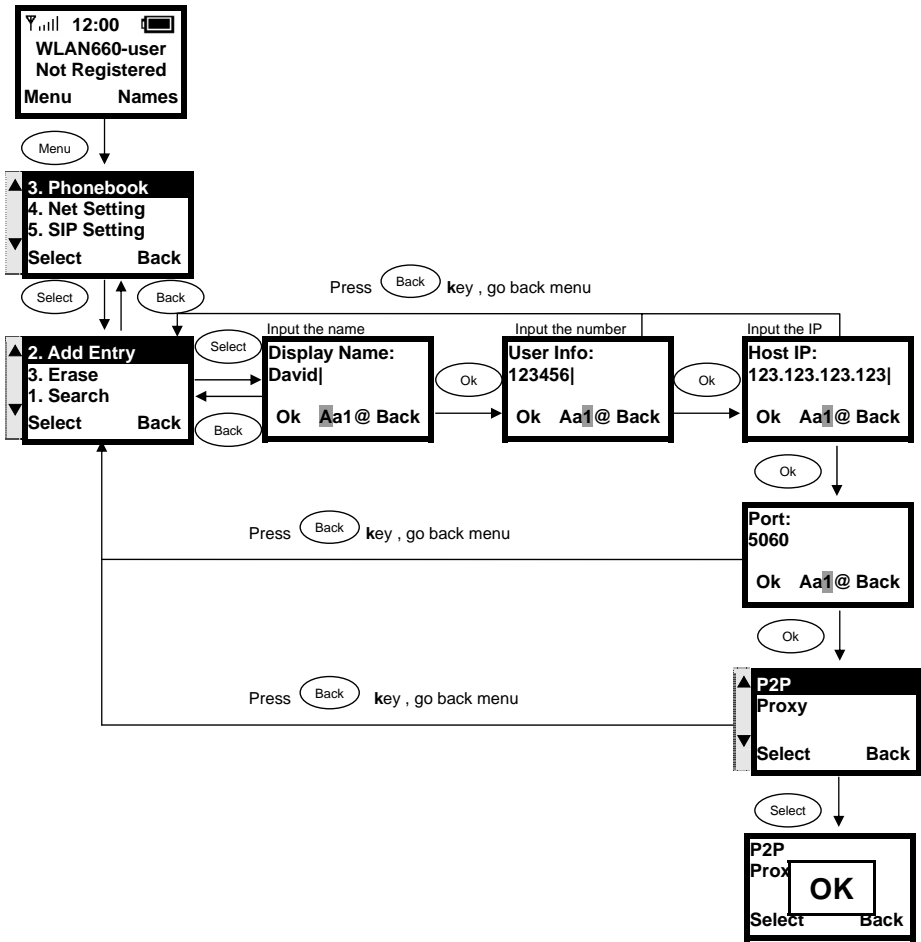 12:00
WLAN660-user
Not Registered
Menu Names
Menu
3. Phonebook
4. Net Setting
5. SIP Setting
Select Back
Select
Back
Press Back key , go back menu
2. Add Entry
3. Erase
1. Search
Select Back
Select
Back
Input the name
Display Name:
David|
Ok Aa1@ Back
Ok
Input the number
User Info:
123456|
Ok Aa1@ Back
Ok
Input the IP
Host IP:
123.123.123.123|
Ok Aa1@ Back
Ok
Port:
5060
Ok Aa1@ Back
Press Back key , go back menu
Ok
P2P
Proxy
Select Back
Press Back key , go back menu
Select
P2P
Prox
OK
Select Back